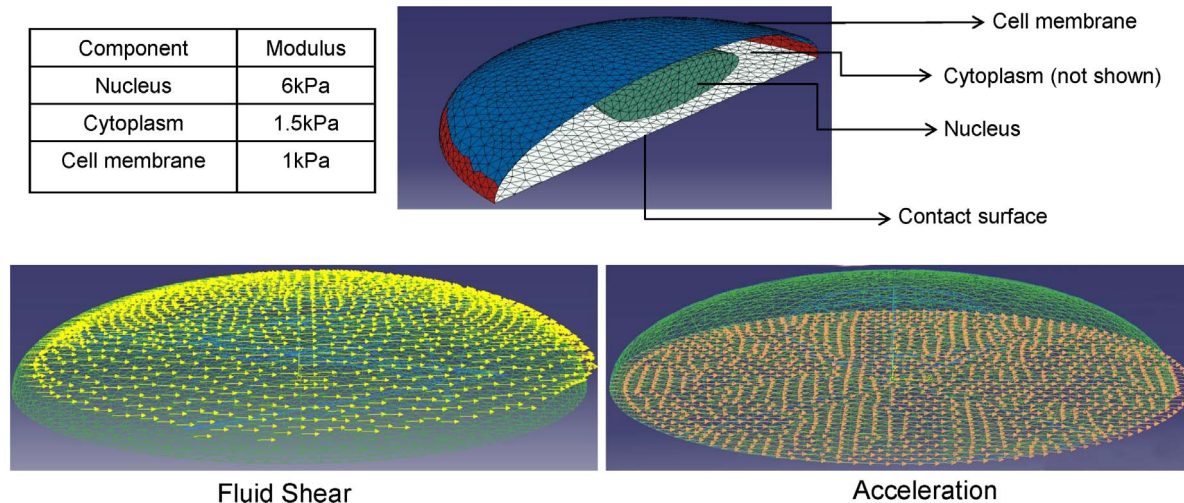 Component Modulus
Nucleus 6kPa
Cytoplasm 1.5kPa
Cell membrane 1kPa
Cell membrane
Cytoplasm (not shown)
Nucleus
Contact surface
Fluid Shear
Acceleration